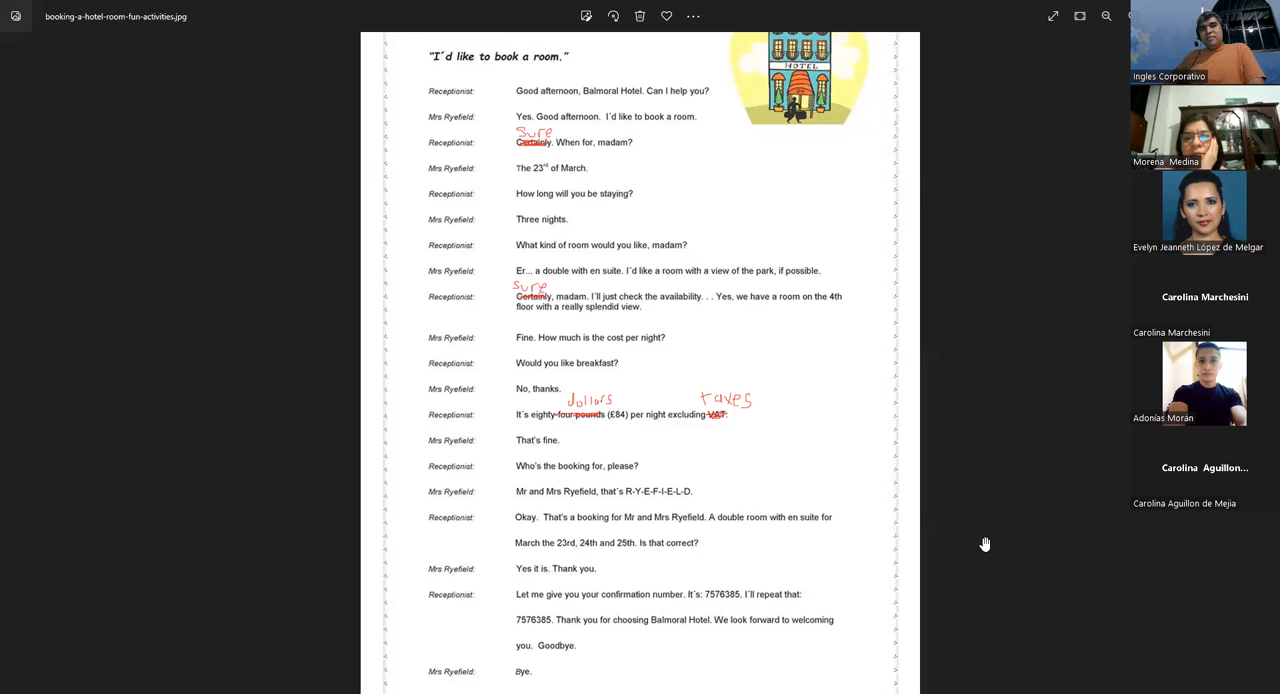 booking-a-hotel-room-fun-activities.jpg
"I´d like to book a room."
HOTEL
Receptionist: Good afternoon, Balmoral Hotel. Can I help you?
Mrs Ryefield: Yes. Good afternoon. I´d like to book a room.
sure
Receptionist: Certainly. When for, madam?
Mrs Ryefield: The 23rd of March.
Receptionist: How long will you be staying?
Mrs Ryefield: Three nights.
Receptionist: What kind of room would you like, madam?
Mrs Ryefield: Er... a double with en suite. I´d like a room with a view of the park, if possible.
sure
Receptionist: Certainly, madam. I´ll just check the availability. . . Yes, we have a room on the 4th
floor with a really splendid view.
Mrs Ryefield: Fine. How much is the cost per night?
Receptionist: Would you like breakfast?
Mrs Ryefield: No, thanks.
dollars taxes
Receptionist: It´s eighty-four pounds (£84) per night excluding VAT.
Mrs Ryefield: That's fine.
Receptionist: Who's the booking for, please?
Mrs Ryefield: Mr and Mrs Ryefield, that´s R-Y-E-F-I-E-L-D.
Receptionist: Okay. That's a booking for Mr and Mrs Ryefield. A double room with en suite for
March the 23rd, 24th and 25th. Is that correct?
Mrs Ryefield: Yes it is. Thank you.
Receptionist: Let me give you your confirmation number. It´s: 7576385. I´ll repeat that:
7576385. Thank you for choosing Balmoral Hotel. We look forward to welcoming
you. Goodbye.
Mrs Ryefield: Bye.
Ingles Corporativo
Morena Medina
Evelyn Jeanneth López de Melgar
Carolina Marchesini
Carolina Marchesini
Adonías Morán
Carolina Aguillon...
Carolina Aguillon de Mejia